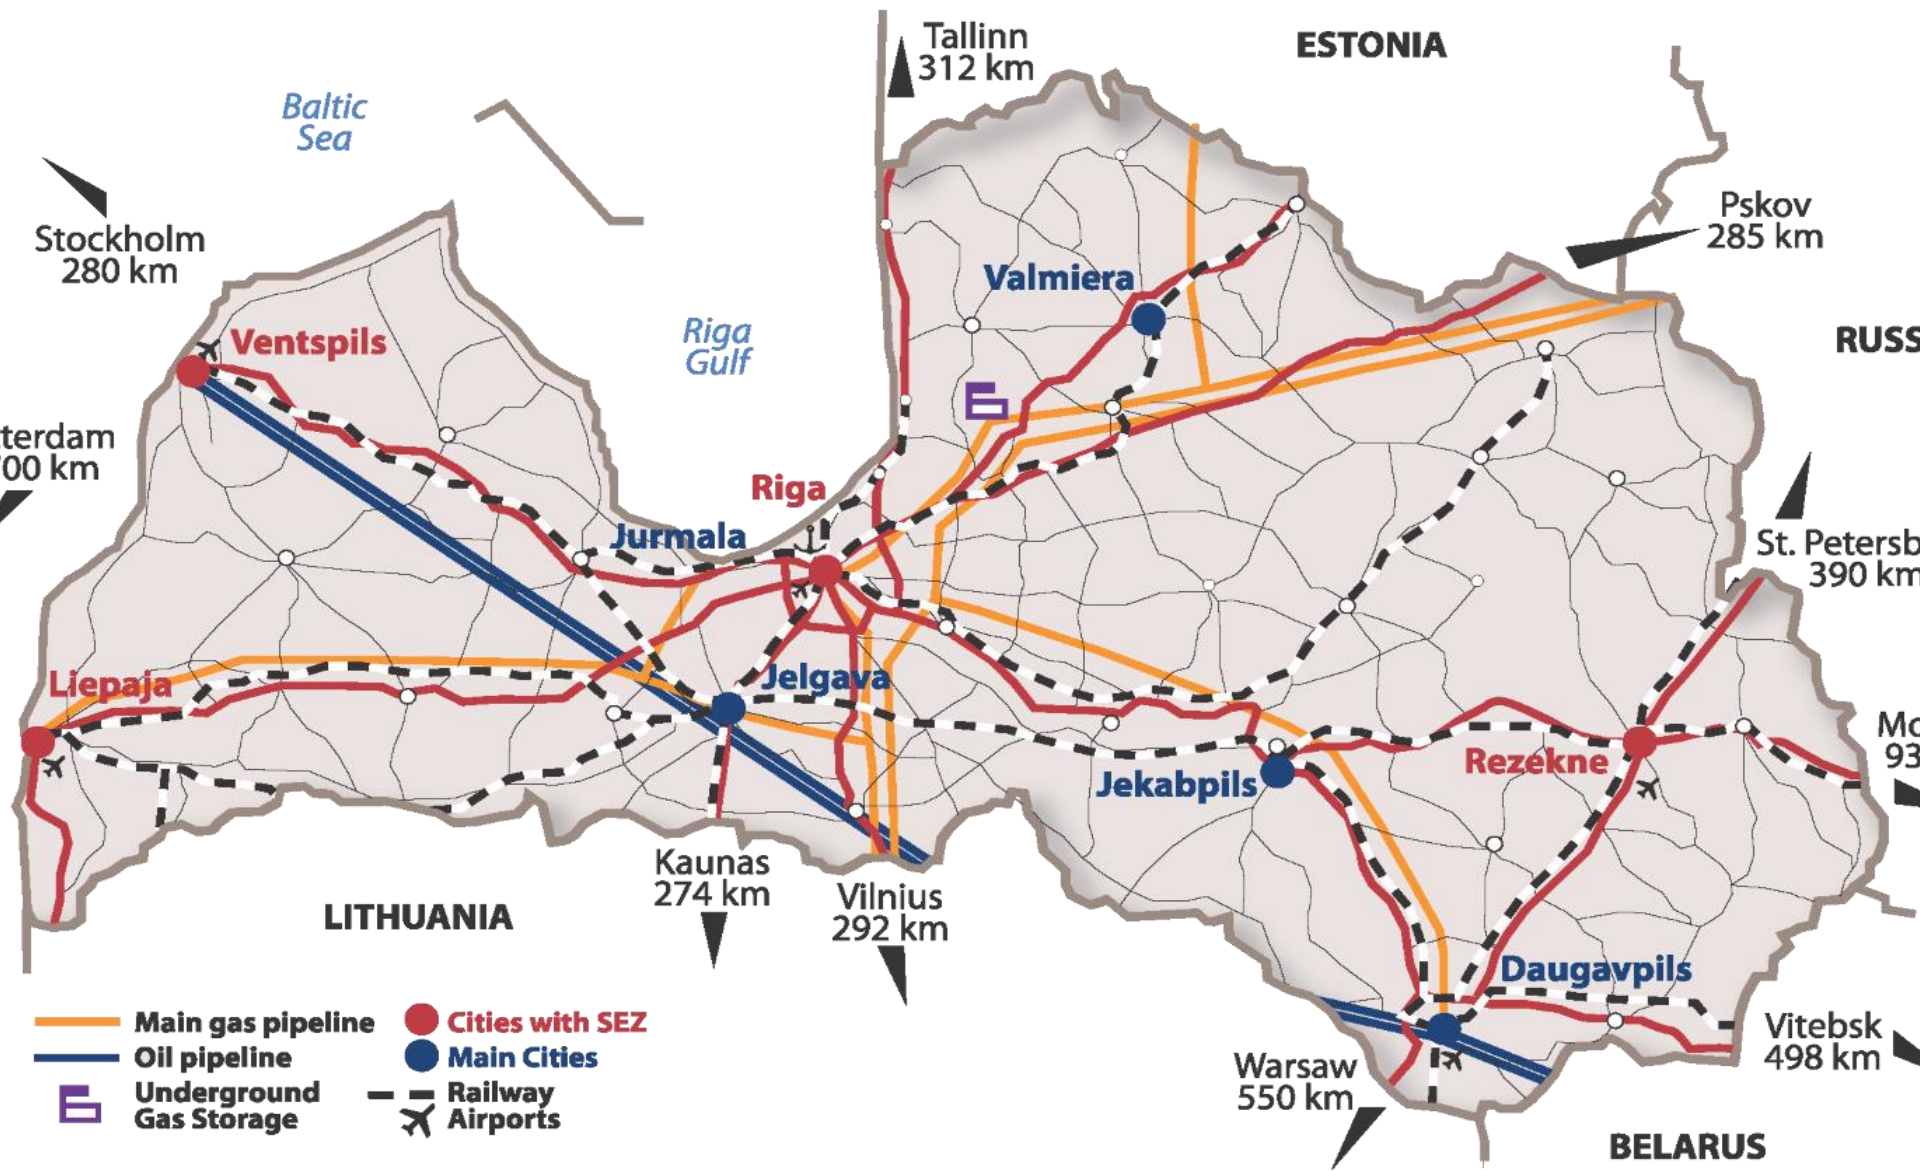 Tallinn
312 km
ESTONIA
Baltic
Sea
Stockholm
280 km
Pskov
285 km
Valmiera
Riga
Gulf
Ventspils
RUSS
terdam
00 km
Riga
Jurmala
St. Petersb
390 km
Liepaja
Jelgava
Mo
93
Rezekne
Jekabpils
Kaunas
274 km
Vilnius
292 km
LITHUANIA
Daugavpils
Vitebsk
498 km
Warsaw
550 km
BELARUS
Main gas pipeline
Oil pipeline
Underground
Gas Storage
Cities with SEZ
Main Cities
Railway
Airports